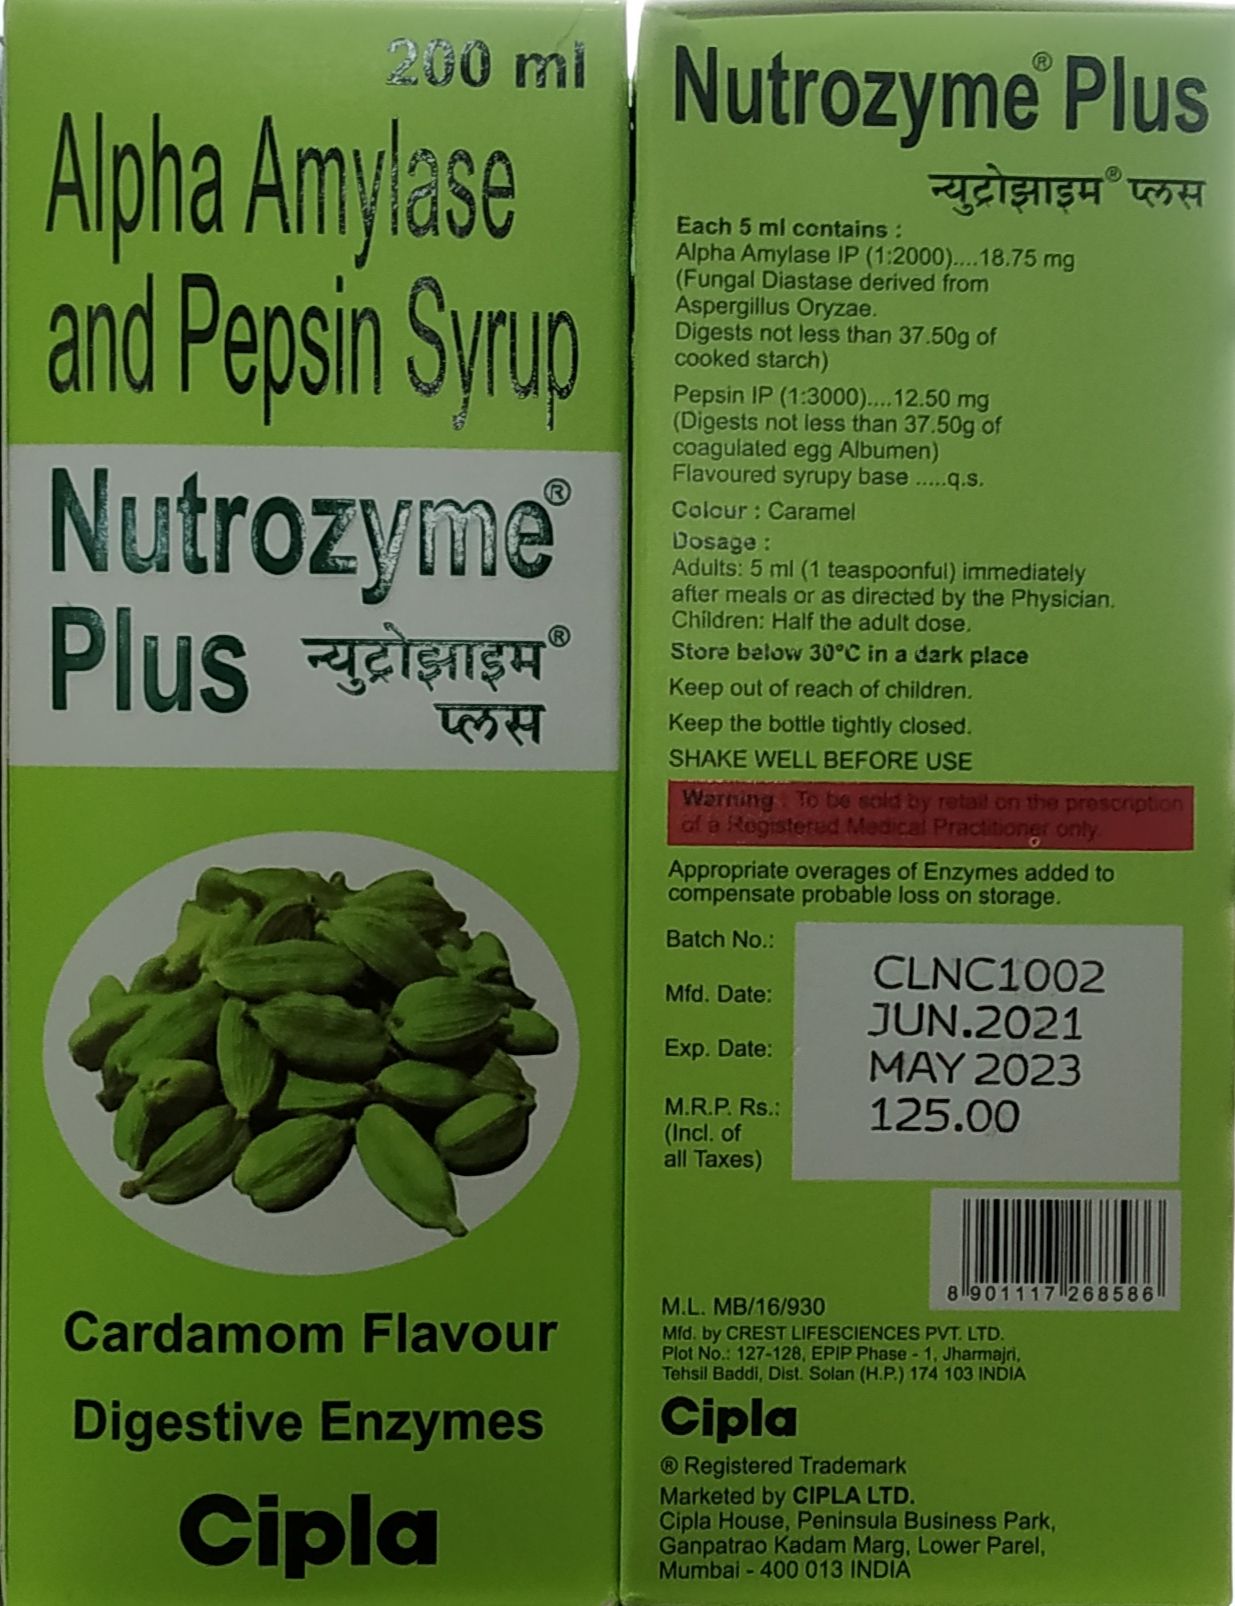 200 ml
Alpha Amylase
and Pepsin Syrup
Nutrozyme®
Plus न्युट्रोझाइम®
प्लस
Cardamom Flavour
Digestive Enzymes
Cipla
Nutrozyme® Plus
न्युट्रोझाइम® प्लस
Each 5 ml contains :
Alpha Amylase IP (1:2000)....18.75 mg
(Fungal Diastase derived from
Aspergillus Oryzae.
Digests not less than 37.50g of
cooked starch)
Pepsin IP (1:3000)....12.50 mg
(Digests not less than 37.50g of
coagulated egg Albumen)
Flavoured syrupy base .....q.s.
Colour : Caramel
Dosage :
Adults: 5 ml (1 teaspoonful) immediately
after meals or as directed by the Physician.
Children: Half the adult dose.
Store below 30°C in a dark place
Keep out of reach of children.
Keep the bottle tightly closed.
SHAKE WELL BEFORE USE
Warning : To be sold by retail on the prescription
of a Registered Medical Practitioner only.
Appropriate overages of Enzymes added to
compensate probable loss on storage.
Batch No.: CLNC1002
Mfd. Date: JUN.2021
Exp. Date: MAY 2023
M.R.P. Rs.: 125.00
(Incl. of
all Taxes)
8 901117 268586
M.L. MB/16/930
Mfd. by CREST LIFESCIENCES PVT. LTD.
Plot No.: 127-128, EPIP Phase - 1, Jharmajri,
Tehsil Baddi, Dist. Solan (H.P.) 174 103 INDIA
Cipla
® Registered Trademark
Marketed by CIPLA LTD.
Cipla House, Peninsula Business Park,
Ganpatrao Kadam Marg, Lower Parel,
Mumbai - 400 013 INDIA